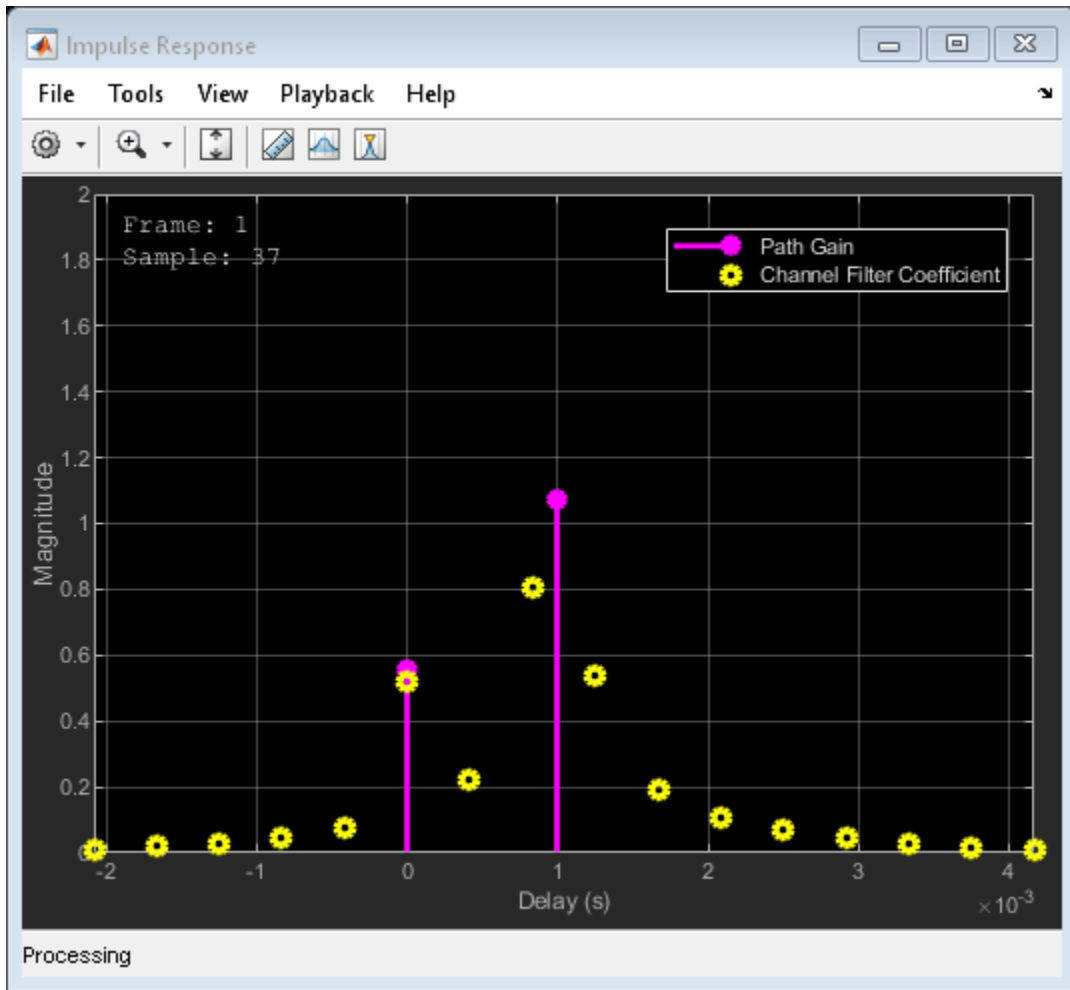 Impulse Response
File Tools View Playback Help
Frame: 1
Sample: 37
Path Gain
Channel Filter Coefficient
2
1.8
1.6
1.4
1.2
1
0.8
0.6
0.4
0.2
0
Magnitude
-2 -1 0 1 2 3 4
Delay (s)
×10-3
Processing